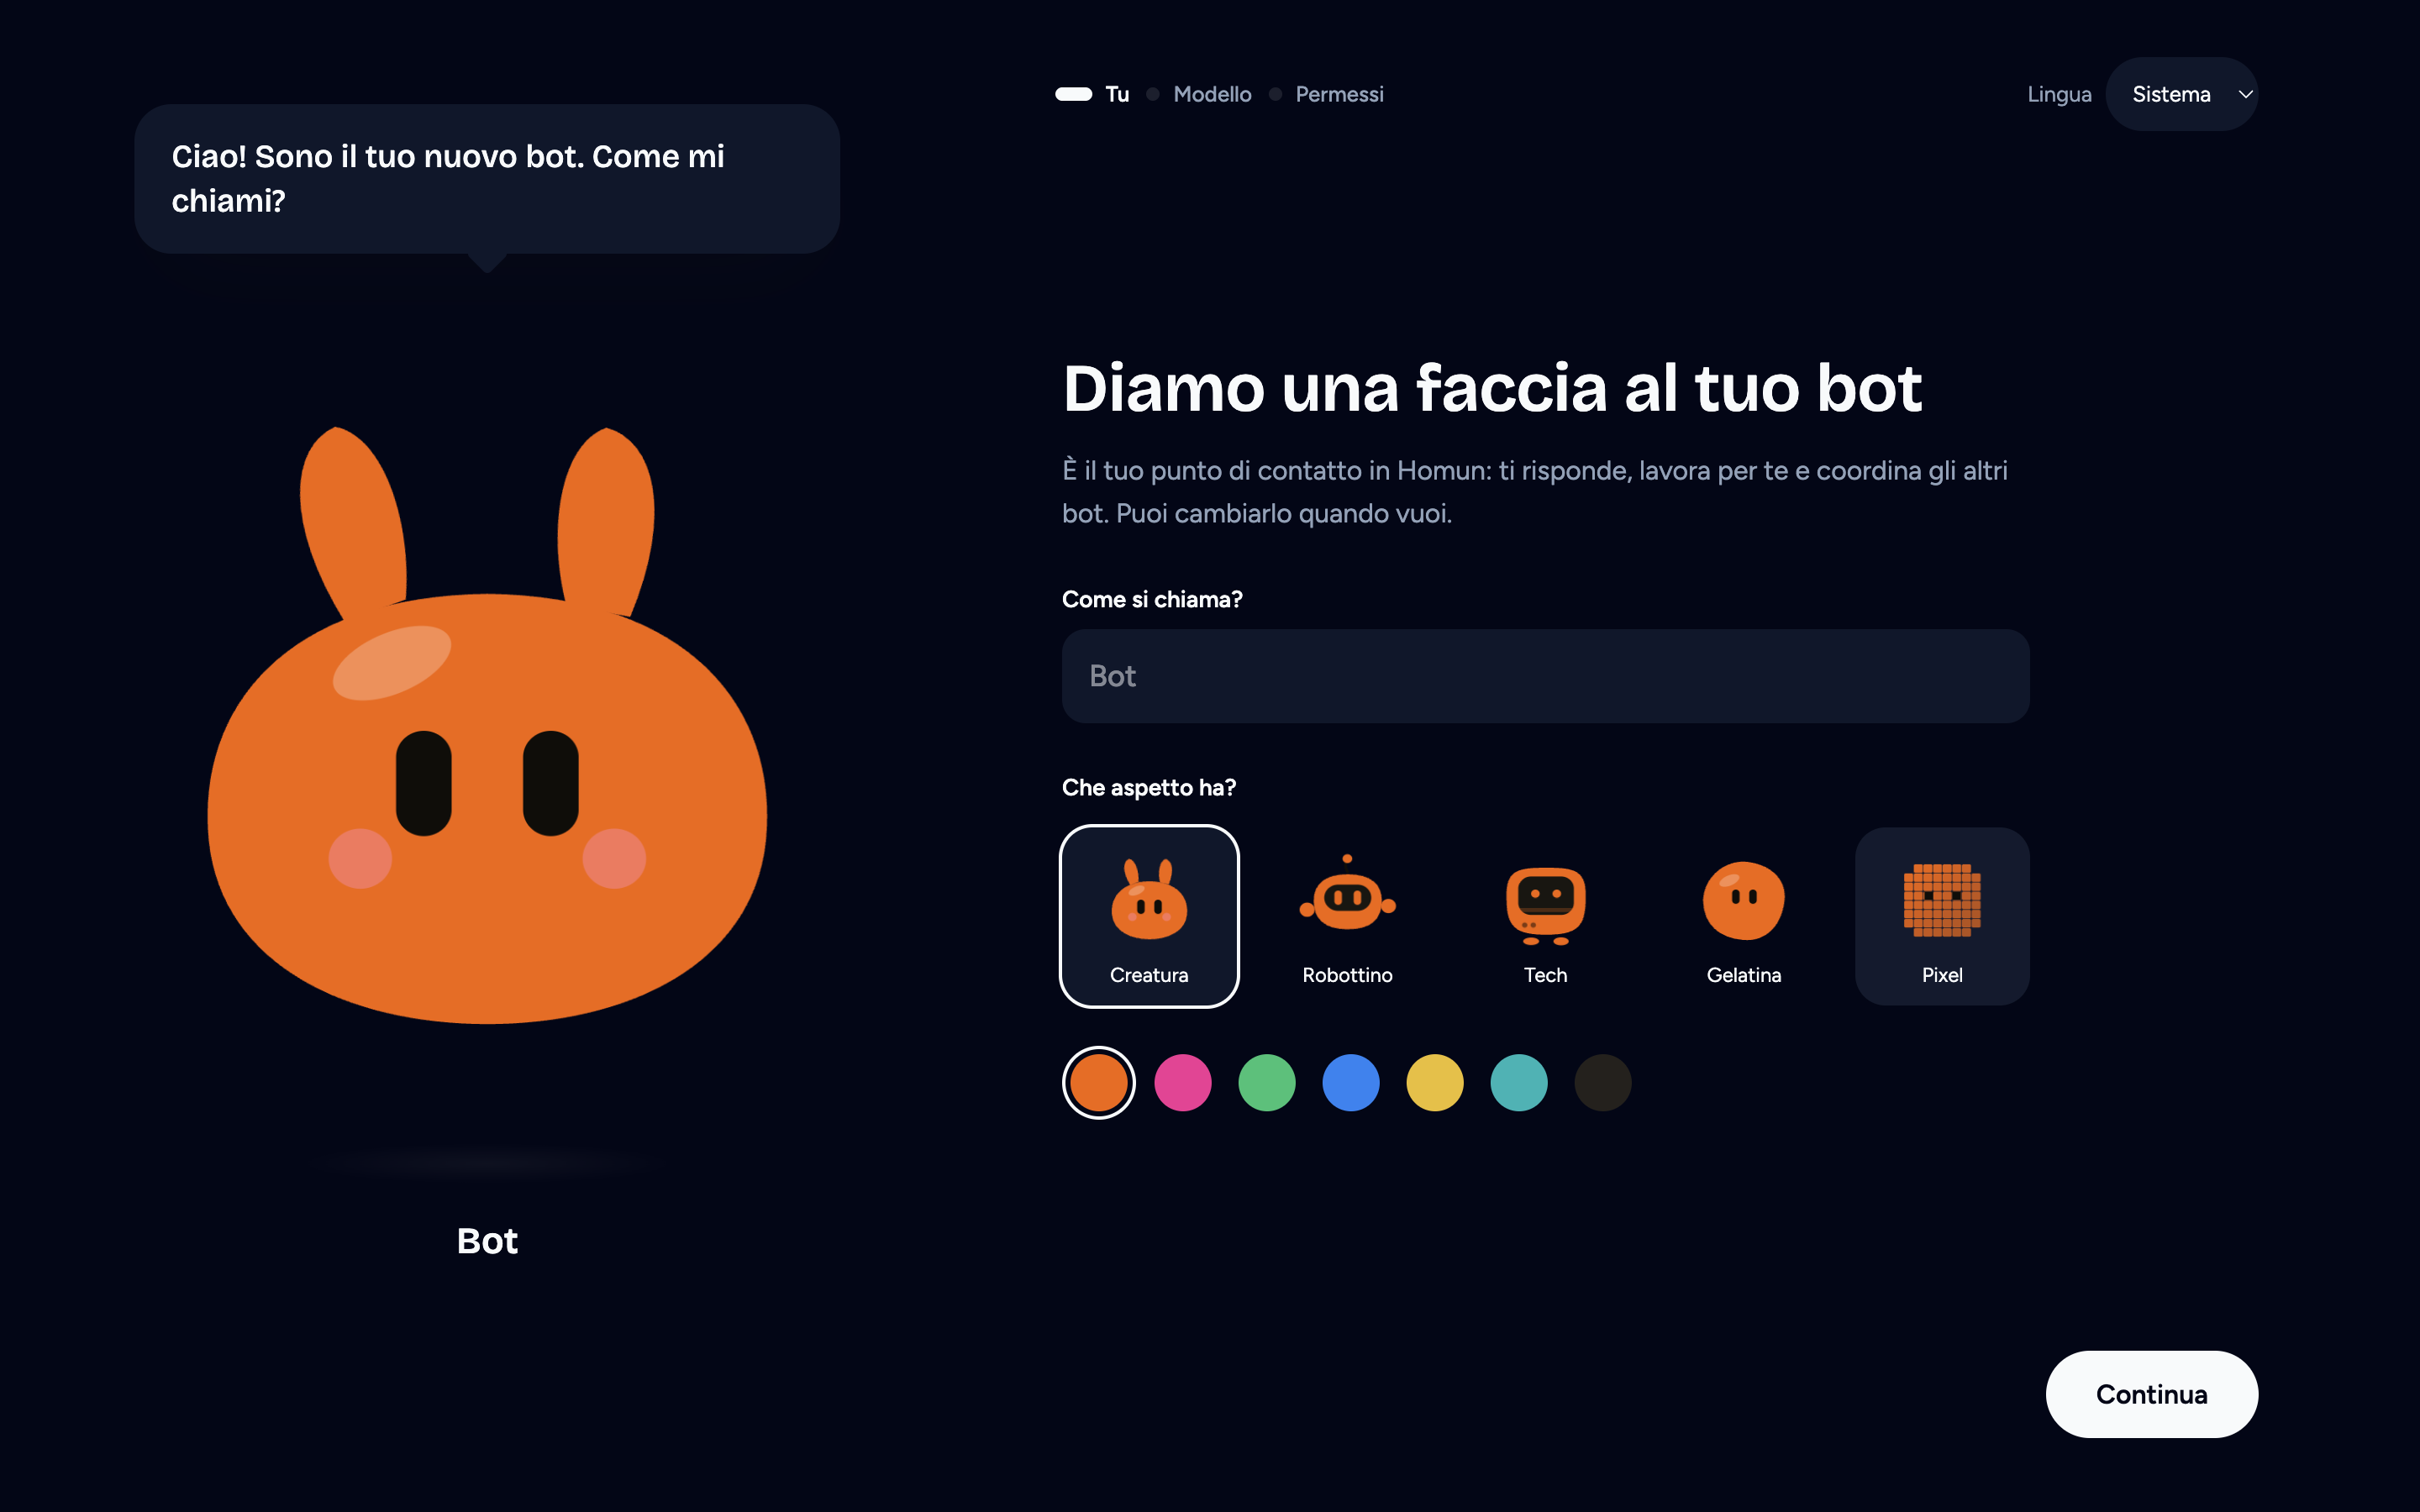 Ciao! Sono il tuo nuovo bot. Come mi
chiami?
Bot
Tu
Modello
Permessi
Lingua
Sistema
Diamo una faccia al tuo bot
È il tuo punto di contatto in Homun: ti risponde, lavora per te e coordina gli altri
bot. Puoi cambiarlo quando vuoi.
Come si chiama?
Bot
Che aspetto ha?
Creatura
Robottino
Tech
Gelatina
Pixel
Continua